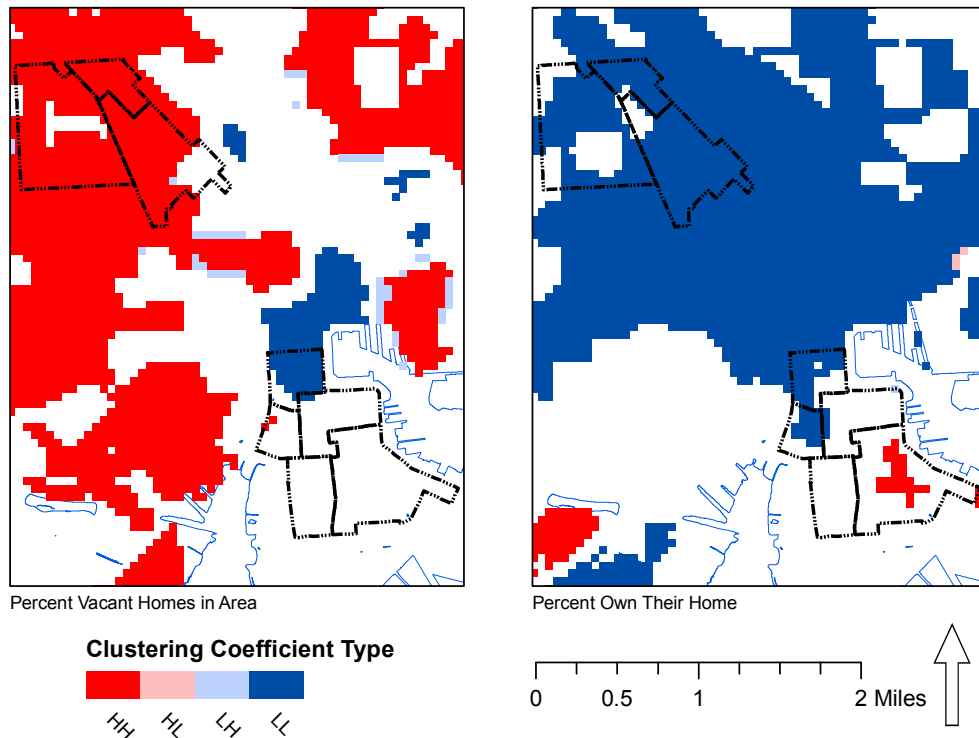 Percent Vacant Homes in Area
Percent Own Their Home
Clustering Coefficient Type
HH
HL
LH
LL
0 0.5 1 2 Miles